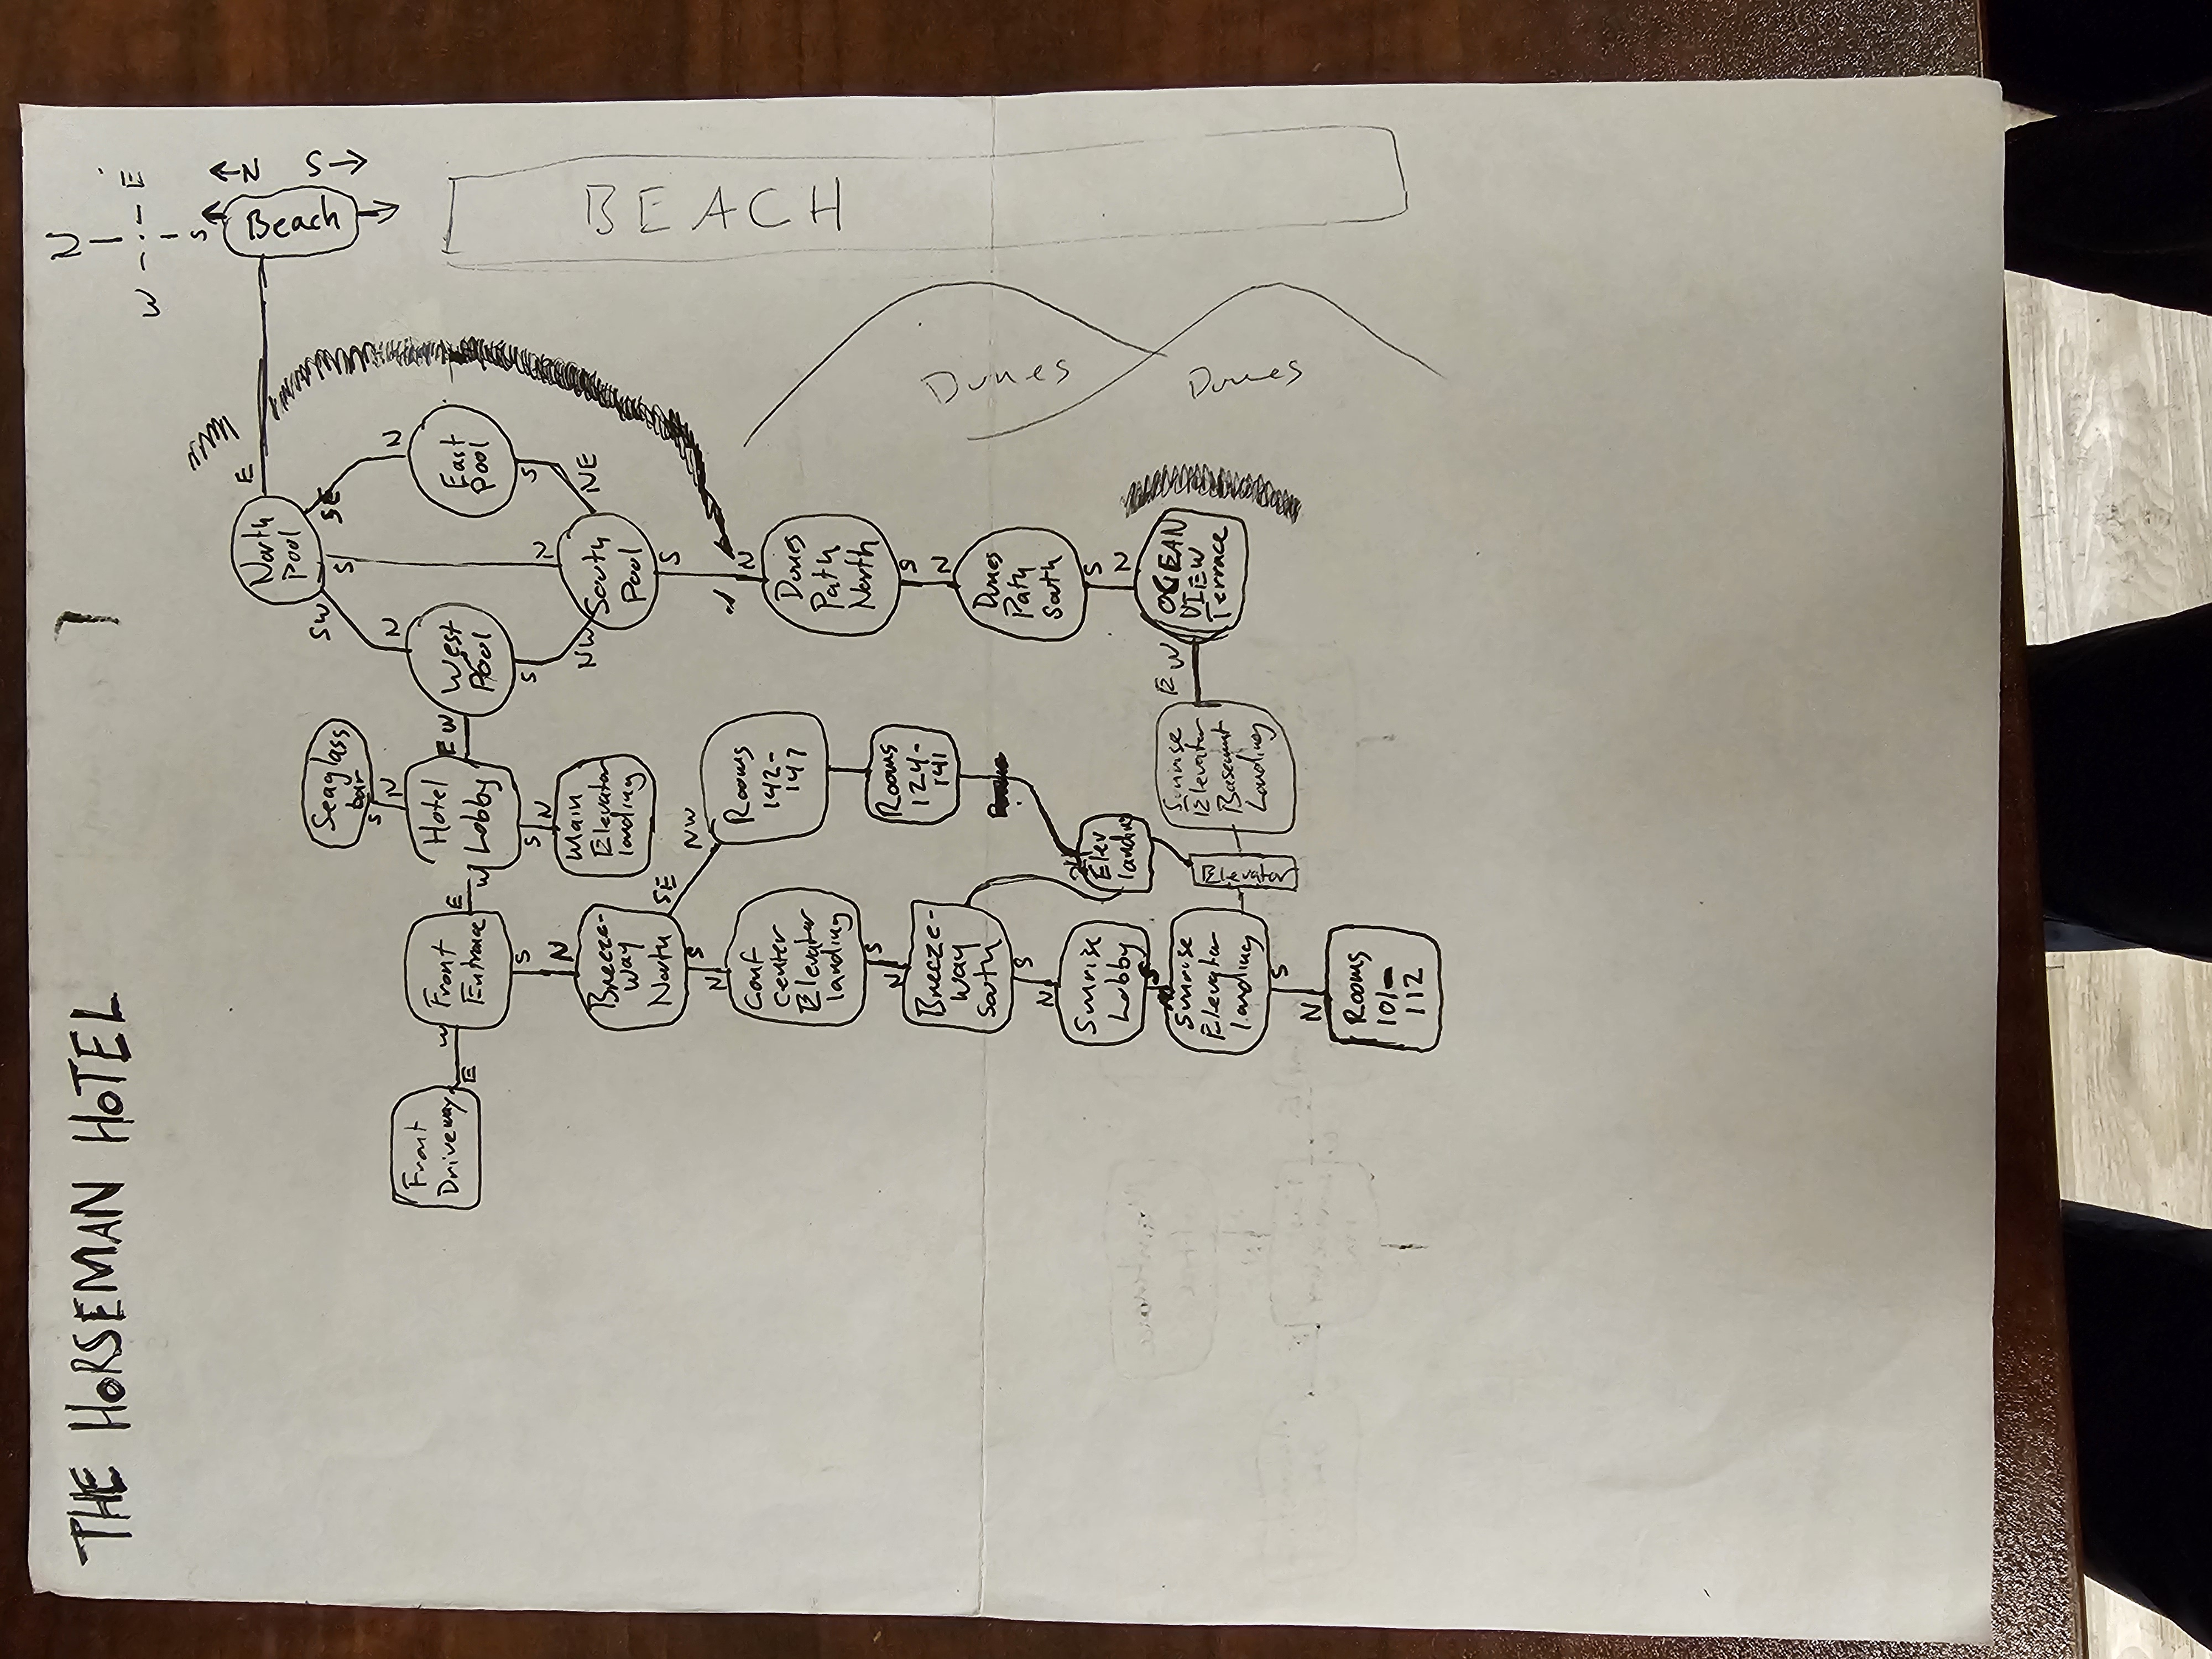 THE HORSEMAN HOTEL
1
N
W
E
S
N
S
Beach
North
Pool
E
SW
S
SE
Seaglass
bar
S
N
Front
Driveway
E
W
Front
Entrance
E
W
Hotel
Lobby
E
W
West
Pool
N
N
East
Pool
S
N
S
N
S
N
S
Breeze-
way
North
Main
Elevator
landing
NW
South
Pool
NE
S
SE
NW
S
N
Conf
center
Elevator
landing
Rooms
142-
147
N
Dunes
Path
North
BEACH
S
N
Rooms
124-
141
S
N
Breeze-
way
South
Dunes
Path
South
Dunes
S
N
Sunrise
Lobby
Elev
landing
S
N
S
Sunrise
Elevator
Landing
Elevator
Sunrise
Elevator
Basement
Landing
E
W
OCEAN
VIEW
Terrace
Dunes
S
N
Rooms
101-
112